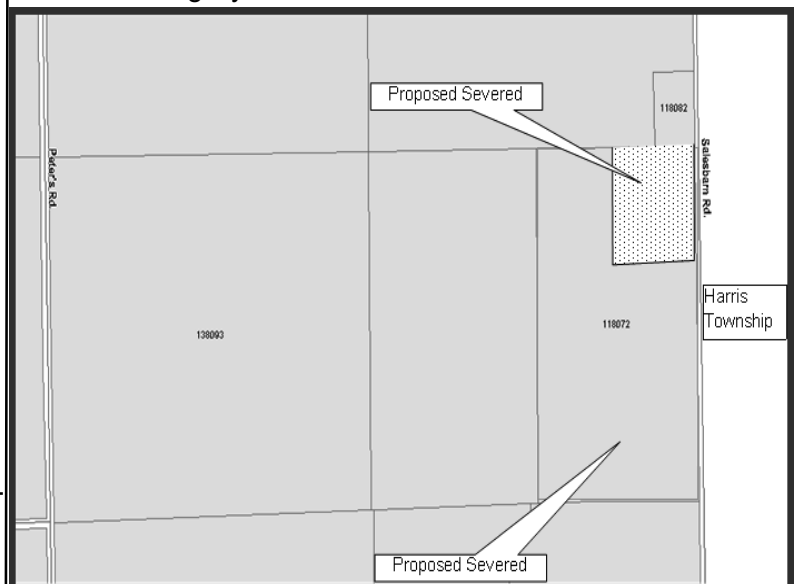 Proposed Severed
118082
Peter's Rd.
Salesbarn Rd.
Harris
Township
118072
138093
Proposed Severed